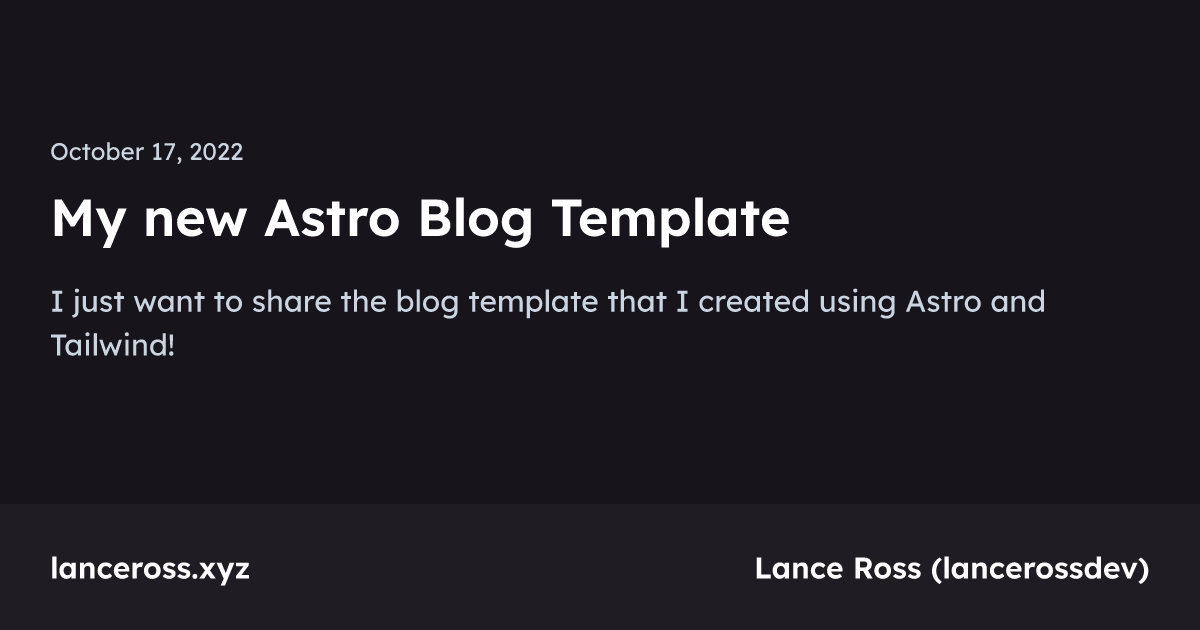 October 17, 2022
My new Astro Blog Template
I just want to share the blog template that I created using Astro and
Tailwind!
lanceross.xyz
Lance Ross (lancerossdev)